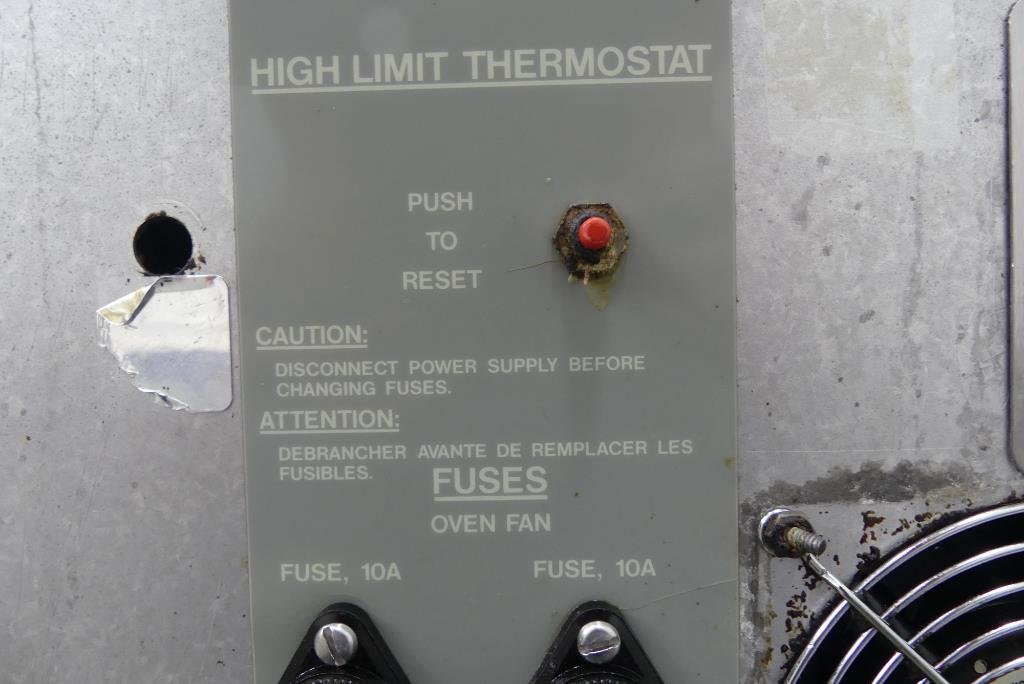 HIGH LIMIT THERMOSTAT
PUSH
TO
RESET
CAUTION:
DISCONNECT POWER SUPPLY BEFORE
CHANGING FUSES.
ATTENTION:
DEBRANCHER AVANTE DE REMPLACER LES
FUSIBLES.
FUSES
OVEN FAN
FUSE, 10A FUSE, 10A